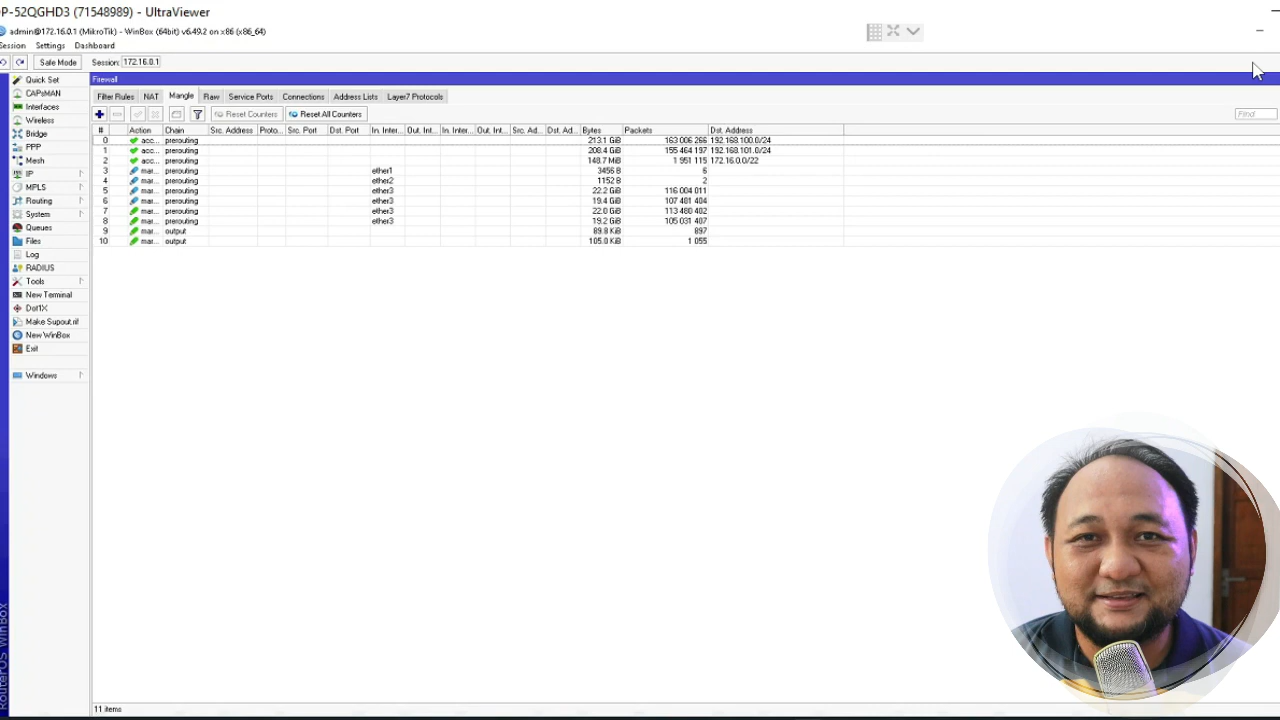 P-52QGHD3 (71548989) - UltraViewer
admin@172.16.0.1 (MikroTik) - WinBox (64bit) v6.49.2 on x86 (x86_64)
Session Settings Dashboard
Safe Mode Session: 172.16.0.1
Quick Set
CAPsMAN
Interfaces
Wireless
Bridge
PPP
Mesh
IP
MPLS
Routing
System
Queues
Files
Log
RADIUS
Tools
New Terminal
Dot1X
Make Supout.rif
New WinBox
Exit
Windows
RouterOS WinBox
Firewall
Filter Rules NAT Mangle Raw Service Ports Connections Address Lists Layer7 Protocols
Reset Counters Reset All Counters Find
# Action Chain Src. Address Proto... Src. Port Dst. Port In. Inter... Out. Int... In. Inter... Out. Int... Src. Ad... Dst. Ad... Bytes Packets Dst. Address
0 acc... prerouting 213.1 GiB 163 006 266 192.168.100.0/24
1 acc... prerouting 208.4 GiB 155 464 197 192.168.101.0/24
2 acc... prerouting 148.7 MiB 1 951 115 172.16.0.0/22
3 mar... prerouting ether1 3456 B 6
4 mar... prerouting ether2 1152 B 2
5 mar... prerouting ether3 22.2 GiB 116 004 011
6 mar... prerouting ether3 19.4 GiB 107 481 404
7 mar... prerouting ether3 22.0 GiB 113 480 402
8 mar... prerouting ether3 19.2 GiB 105 031 407
9 mar... output 89.8 KiB 897
10 mar... output 105.0 KiB 1 055
11 items